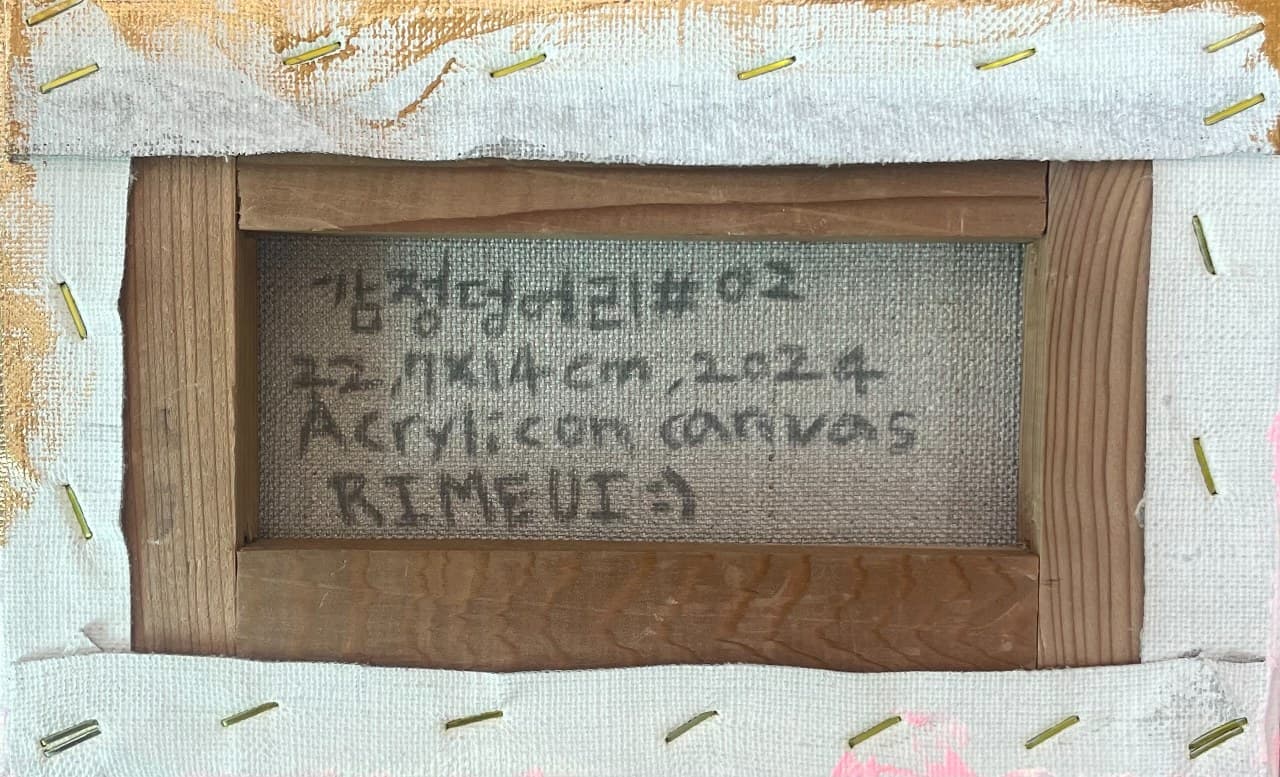 감정덩어리#02
22.7x14cm,2024
Acrylic on canvas
RIMEUI:)